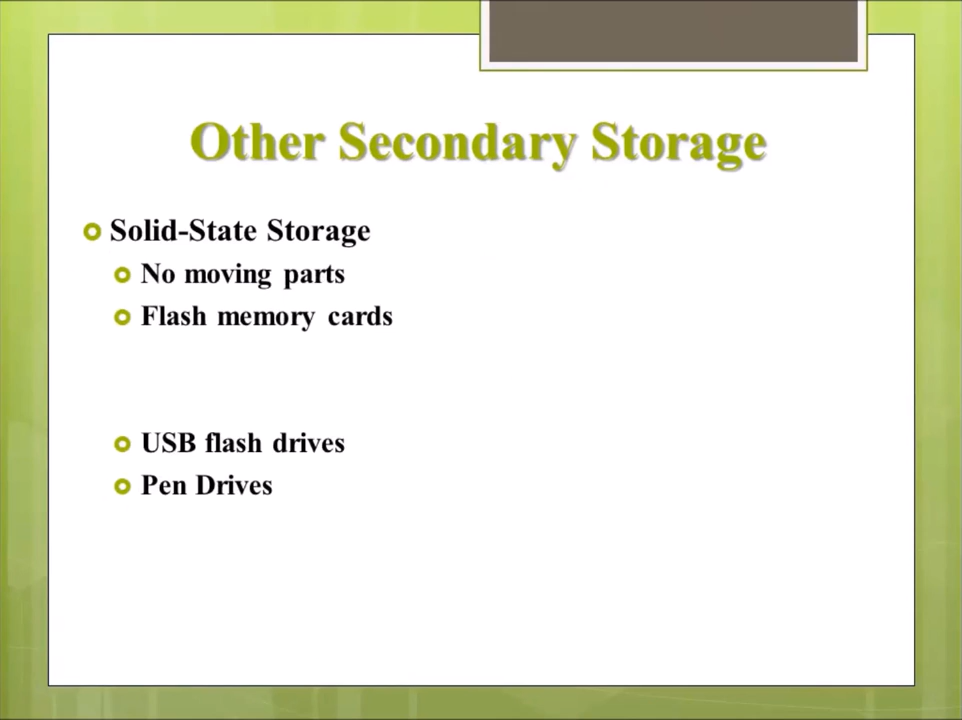 Other Secondary Storage
Solid-State Storage
No moving parts
Flash memory cards
USB flash drives
Pen Drives